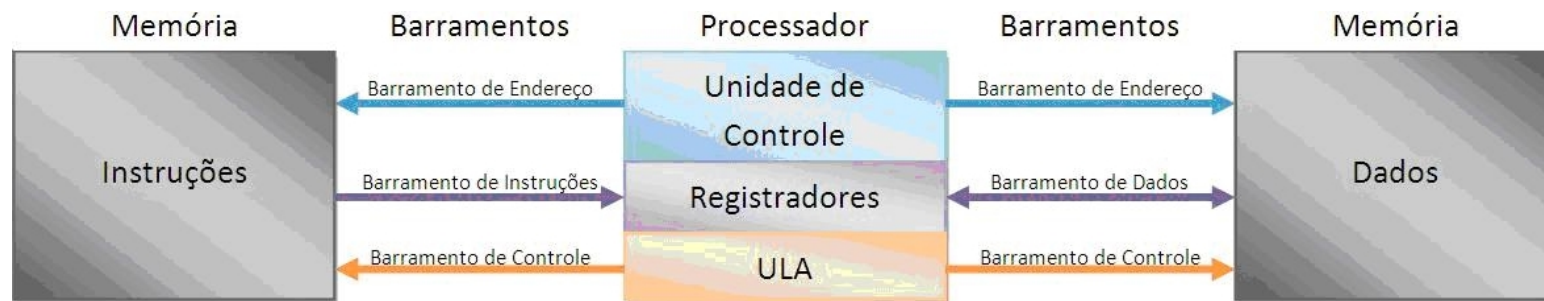 Memória Barramentos Processador Barramentos Memória
Barramento de Endereço
Unidade de
Controle
Barramento de Endereço
Instruções
Barramento de Instruções
Registradores
Barramento de Dados
Dados
Barramento de Controle
ULA
Barramento de Controle